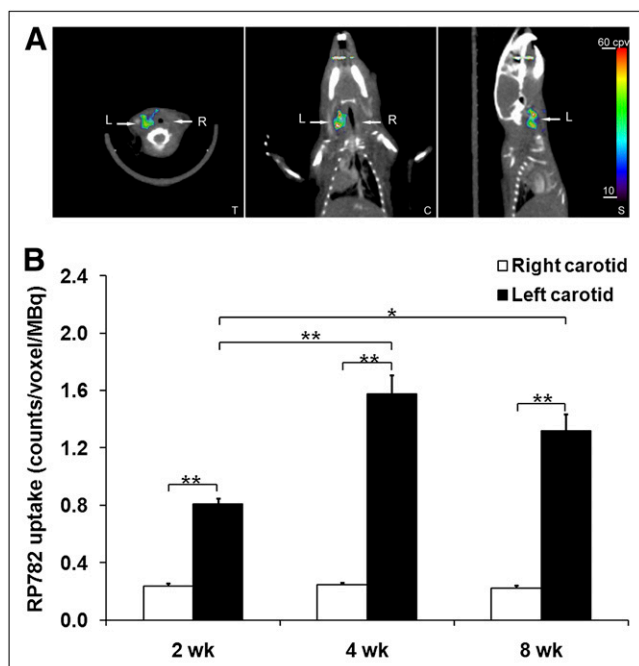 A
60 cpv
L
R
L
R
L
10
T
C
S
B
2.4
2.0
1.6
1.2
0.8
0.4
0.0
RP782 uptake (counts/voxel/MBq)
Right carotid
Left carotid
*
**
**
**
**
2 wk 4 wk 8 wk